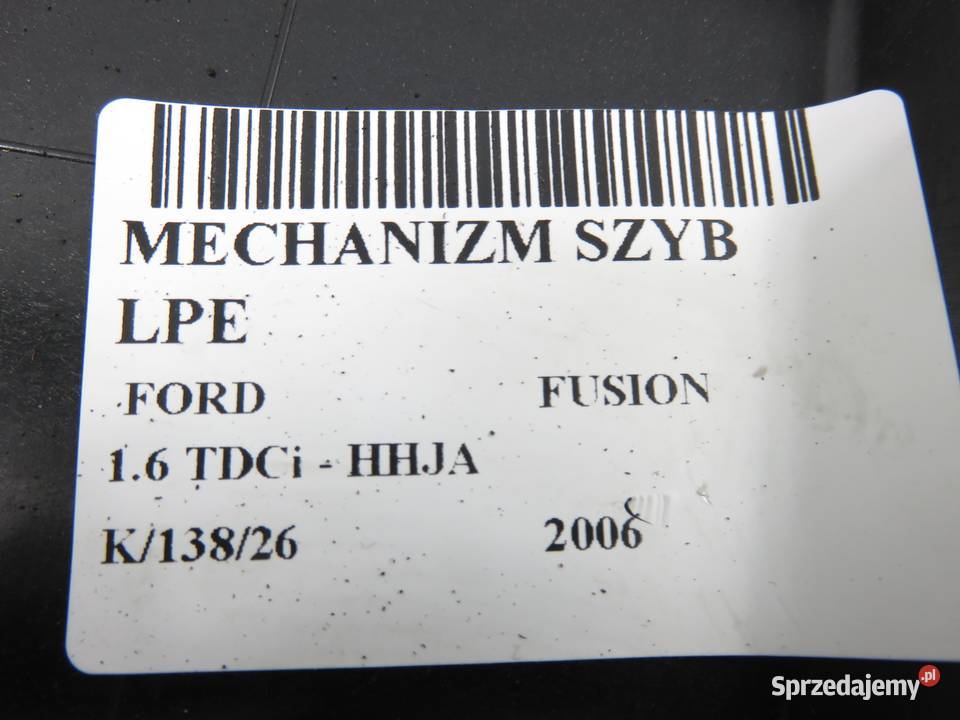 MECHANIZM SZYB
LPE
FORD FUSION
1.6 TDCi - HHJA
K/138/26 2006
Sprzedajemy.pl